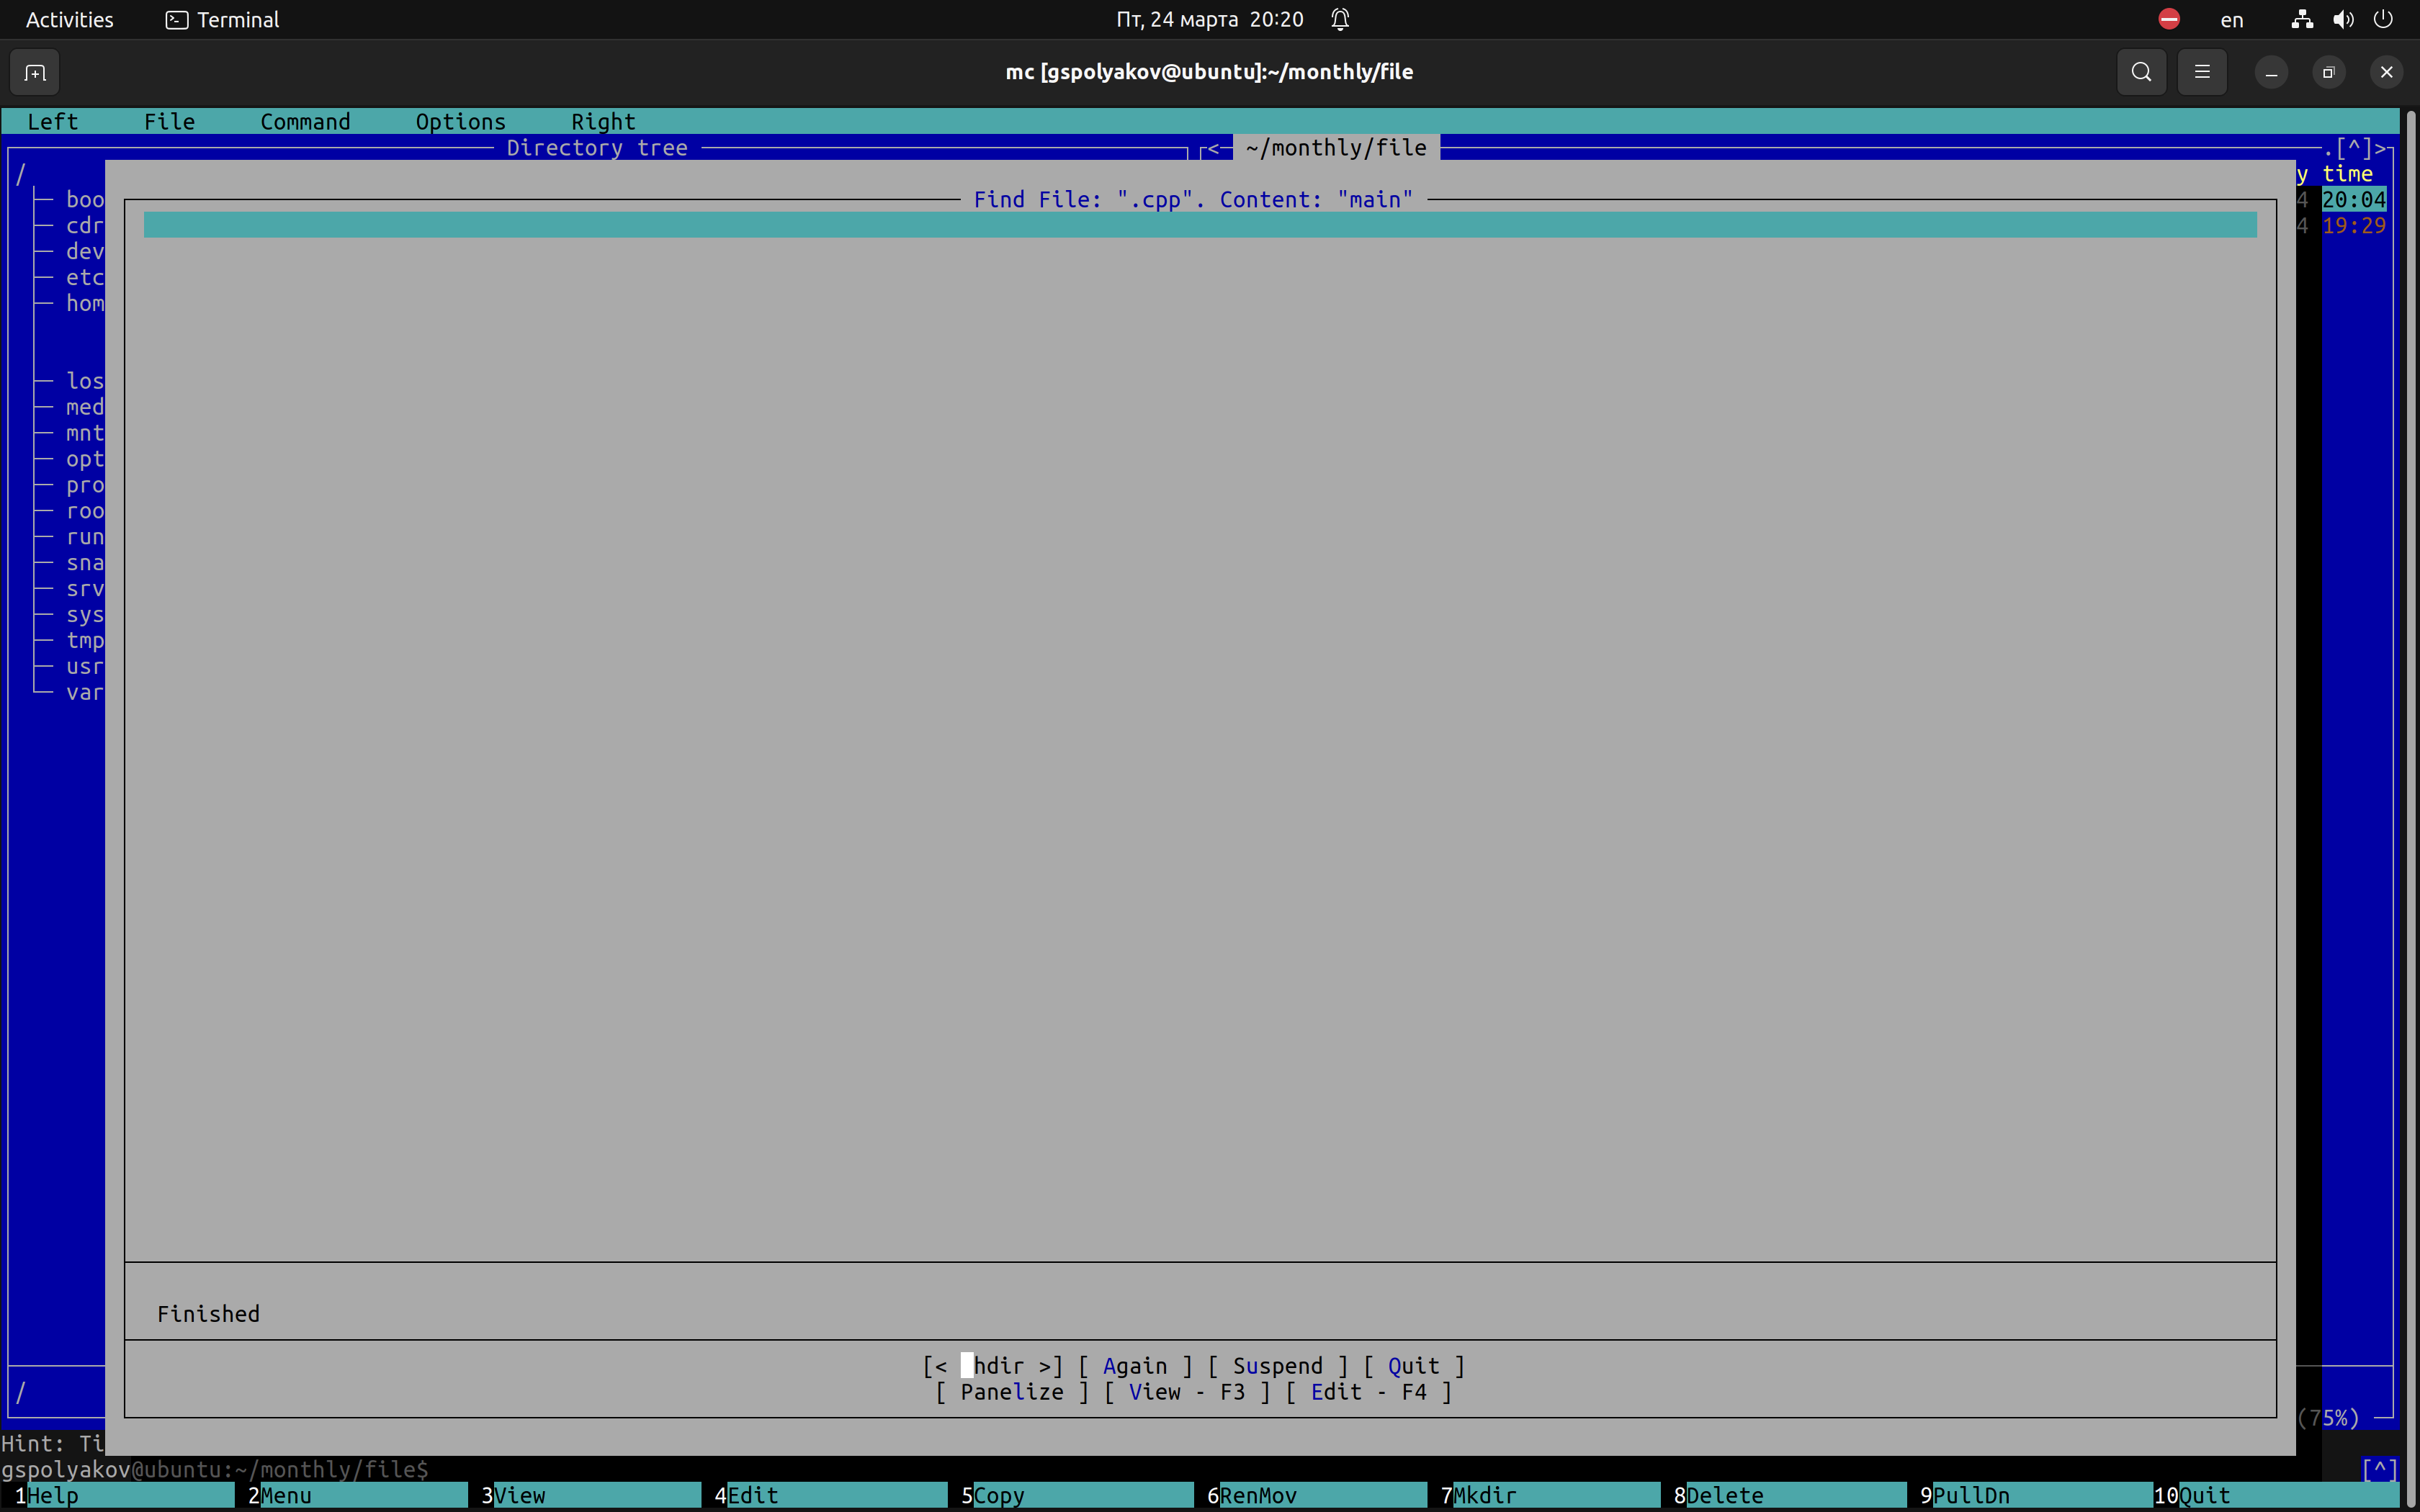 Activities Terminal Пт, 24 марта 20:20 en
mc [gspolyakov@ubuntu]:~/monthly/file
Left File Command Options Right
Directory tree < ~/monthly/file .[^]>
/ y time
boo 4 20:04
cdr 4 19:29
dev
etc
hom
los
med
mnt
opt
pro
roo
run
sna
srv
sys
tmp
usr
var
Find File: ".cpp". Content: "main"
Finished
[< hdir >] [ Again ] [ Suspend ] [ Quit ]
[ Panelize ] [ View - F3 ] [ Edit - F4 ]
/
(75%)
Hint: Ti
gspolyakov@ubuntu:~/monthly/file$ [^]
1Help 2Menu 3View 4Edit 5Copy 6RenMov 7Mkdir 8Delete 9PullDn 10Quit